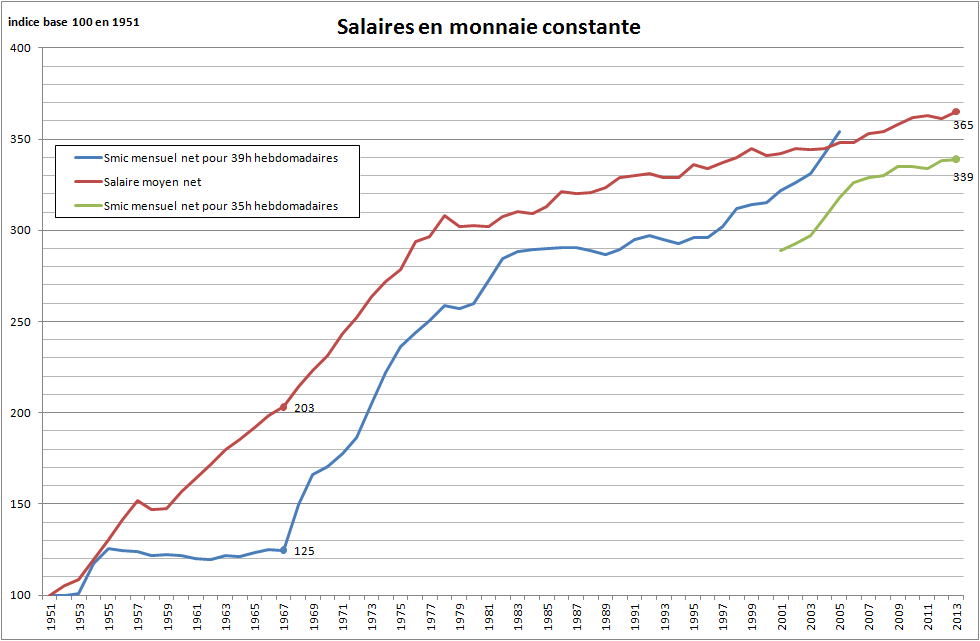 indice base 100 en 1951
Salaires en monnaie constante
400
350
300
250
200
150
100
Smic mensuel net pour 39h hebdomadaires
Salaire moyen net
Smic mensuel net pour 35h hebdomadaires
365
339
203
125
1951 1953 1955 1957 1959 1961 1963 1965 1967 1969 1971 1973 1975 1977 1979 1981 1983 1985 1987 1989 1991 1993 1995 1997 1999 2001 2003 2005 2007 2009 2011 2013